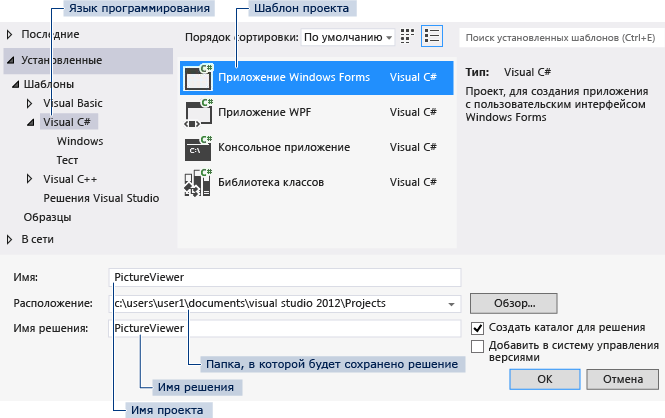 Язык программирования
Шаблон проекта
Последние
Порядок сортировки: По умолчанию
Поиск установленных шаблонов (Ctrl+E)
Установленные
Шаблоны
Visual Basic
Visual C#
Windows
Тест
Visual C++
Решения Visual Studio
Образцы
В сети
C#
Приложение Windows Forms Visual C#
C#
Приложение WPF Visual C#
C#
C:\
Консольное приложение Visual C#
C#
Библиотека классов Visual C#
Тип: Visual C#
Проект, для создания приложения
с пользовательским интерфейсом
Windows Forms
Имя: PictureViewer
Расположение: c:\users\user1\documents\visual studio 2012\Projects
Обзор...
Имя решения: PictureViewer
Создать каталог для решения
Добавить в систему управления
версиями
Папка, в которой будет сохранено решение
Имя решения
Имя проекта
OK
Отмена